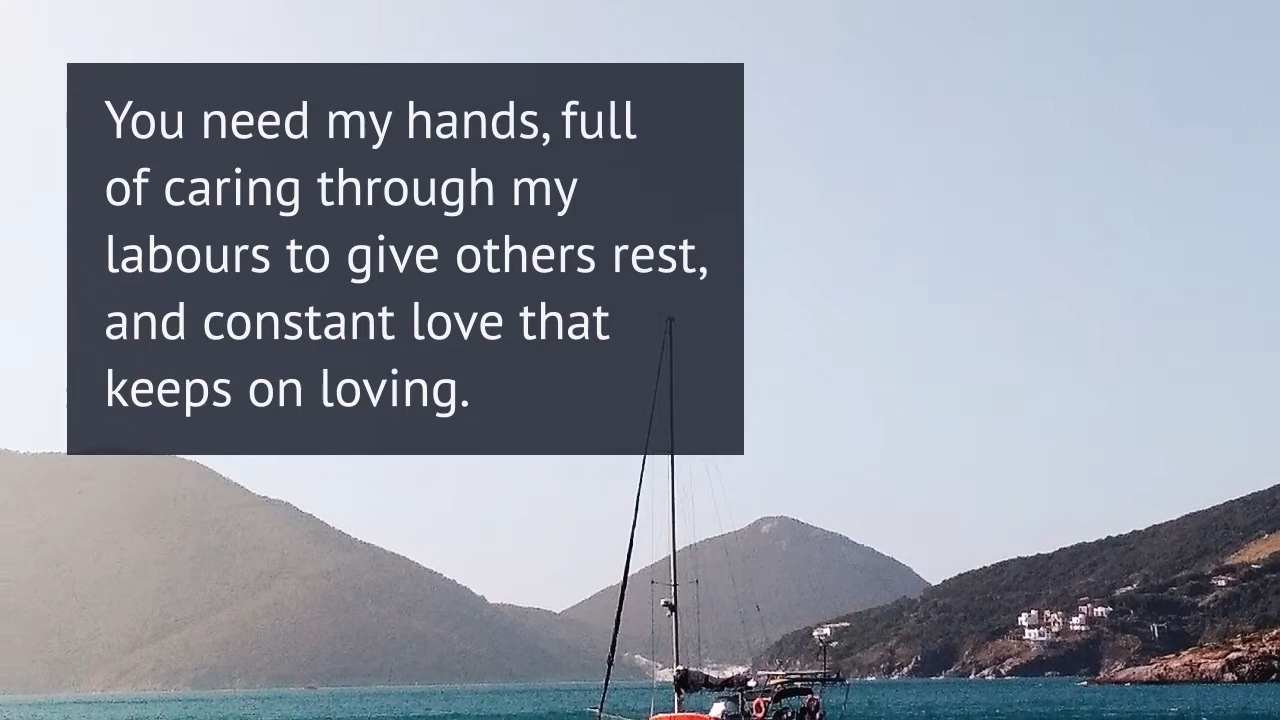 You need my hands, full
of caring through my
labours to give others rest,
and constant love that
keeps on loving.